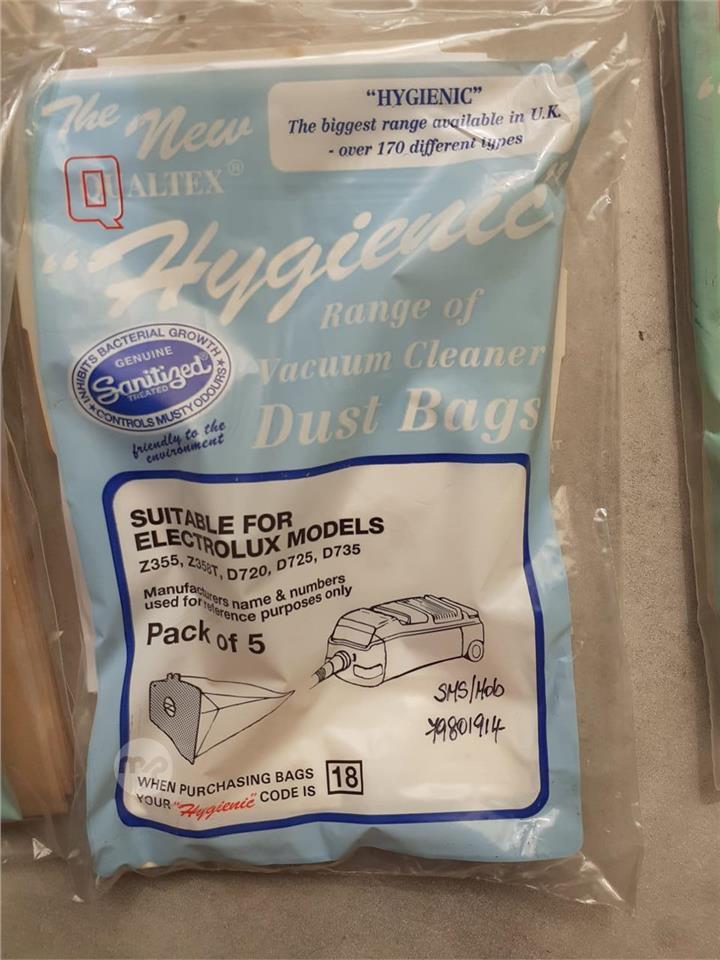 The New
QUALTEX®
"Hygienic"
Range of
Vacuum Cleaner
Dust Bags
"HYGIENIC"
The biggest range available in U.K.
- over 170 different types
INHIBITS BACTERIAL GROWTH
GENUINE
Sanitized®
TREATED
CONTROLS MUSTY ODOURS
friendly to the
environment
SUITABLE FOR
ELECTROLUX MODELS
Z355, Z358T, D720, D725, D735
Manufacturers name & numbers
used for reference purposes only
Pack of 5
SMS/Mob
79801914
WHEN PURCHASING BAGS
YOUR "Hygienic" CODE IS 18